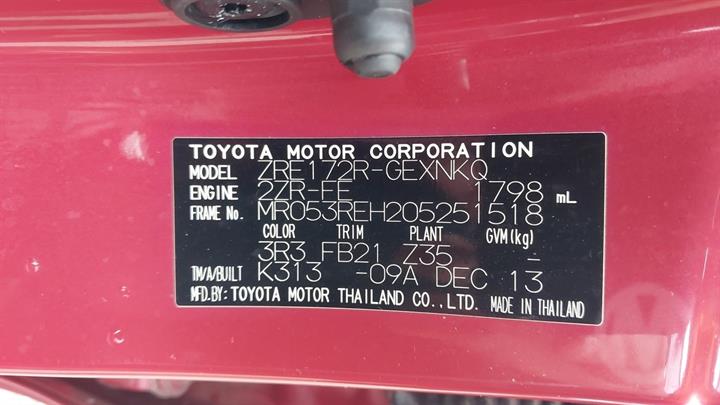 TOYOTA MOTOR CORPORATION
MODEL ZRE172R-GEXNKQ
ENGINE 2ZR-FE 1798 mL
FRAME No. MR053REH205251518
COLOR TRIM PLANT GVM(kg)
3R3 FB21 Z35 -
TM/A/BUILT K313 -09A DEC 13
MFD.BY: TOYOTA MOTOR THAILAND CO.,LTD. MADE IN THAILAND